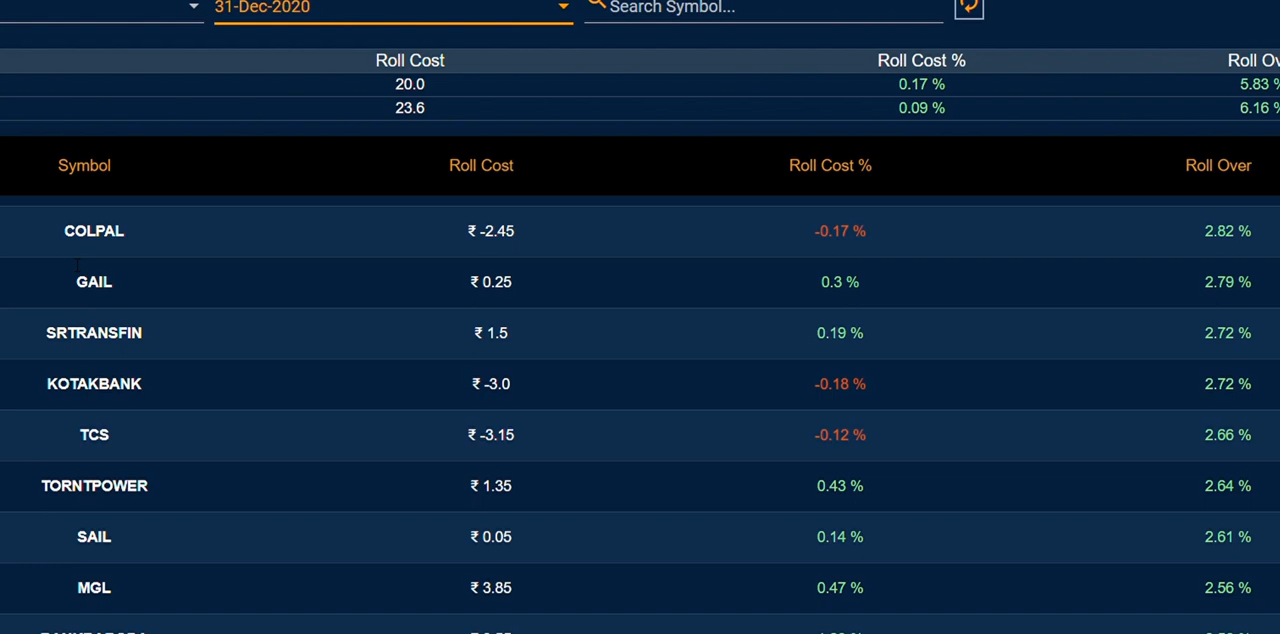 31-Dec-2020 Search Symbol...
Roll Cost Roll Cost % Roll Ov
20.0 0.17 % 5.83 %
23.6 0.09 % 6.16 %
Symbol Roll Cost Roll Cost % Roll Over
COLPAL ₹ -2.45 -0.17 % 2.82 %
GAIL ₹ 0.25 0.3 % 2.79 %
SRTRANSFIN ₹ 1.5 0.19 % 2.72 %
KOTAKBANK ₹ -3.0 -0.18 % 2.72 %
TCS ₹ -3.15 -0.12 % 2.66 %
TORNTPOWER ₹ 1.35 0.43 % 2.64 %
SAIL ₹ 0.05 0.14 % 2.61 %
MGL ₹ 3.85 0.47 % 2.56 %